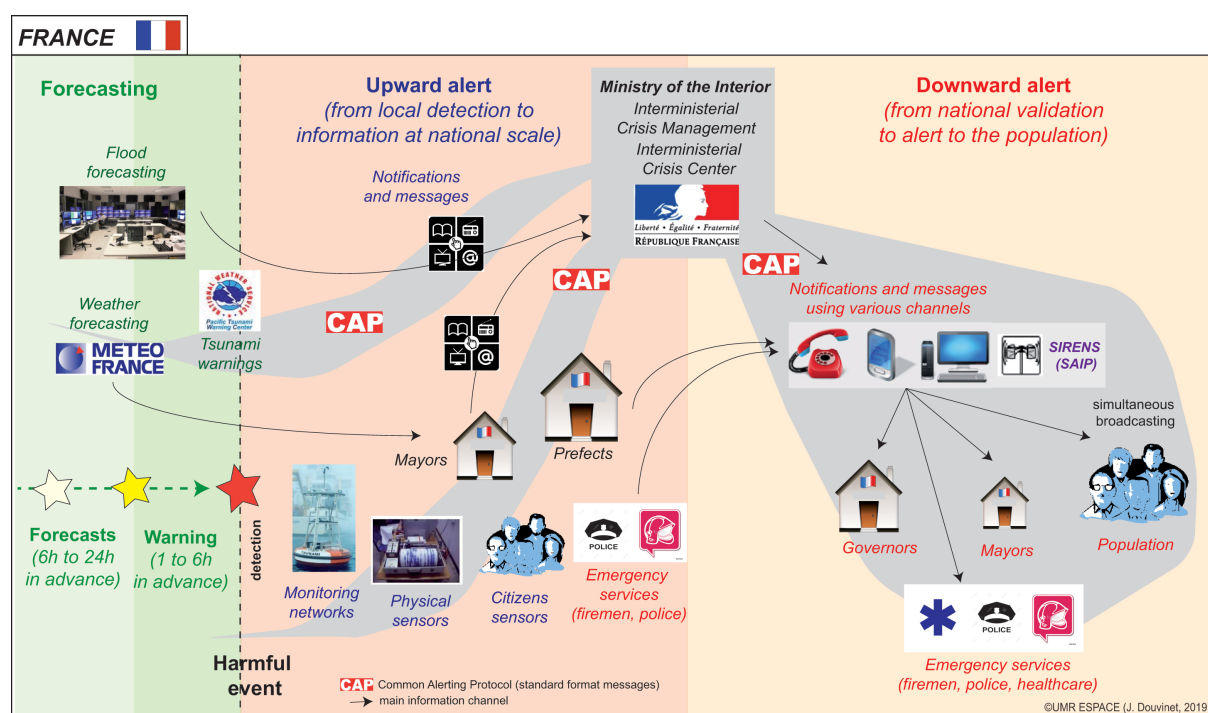 FRANCE
Forecasting
Upward alert
(from local detection to
information at national scale)
Ministry of the Interior
Interministerial
Crisis Management
Interministerial
Crisis Center
Liberté • Égalité • Fraternité
RÉPUBLIQUE FRANÇAISE
Downward alert
(from national validation
to alert to the population)
Flood
forecasting
Notifications
and messages
@
CAP
CAP
CAP
Weather
forecasting
METEO
FRANCE
NATIONAL WEATHER SERVICE
Pacific Tsunami
Warning Center
Tsunami
warnings
@
Notifications and messages
using various channels
SIRENS
(SAIP)
simultaneous
broadcasting
Mayors
Prefects
Governors
Mayors
Population
Forecasts
(6h to 24h
in advance)
Warning
(1 to 6h
in advance)
detection
Monitoring
networks
Physical
sensors
Citizens
sensors
POLICE
Emergency
services
(firemen, police)
POLICE
Emergency services
(firemen, police, healthcare)
Harmful
event
CAP Common Alerting Protocol (standard format messages)
main information channel
©UMR ESPACE (J. Douvinet, 2019